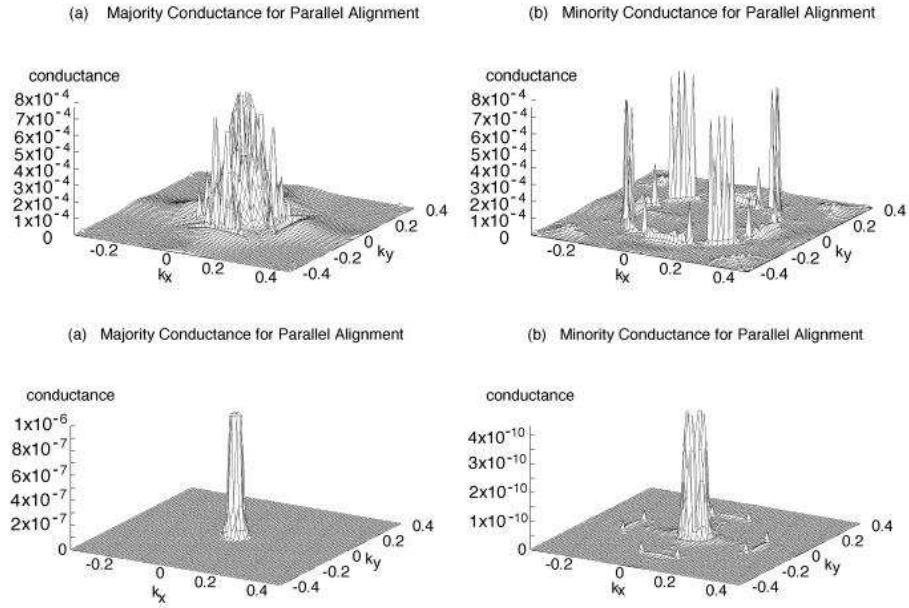 (a) Majority Conductance for Parallel Alignment
conductance
8x10⁻⁴
7x10⁻⁴
6x10⁻⁴
5x10⁻⁴
4x10⁻⁴
3x10⁻⁴
2x10⁻⁴
1x10⁻⁴
0
-0.2
0
0.2
0.4
kx
-0.4
-0.2
0
0.2
0.4
ky
(b) Minority Conductance for Parallel Alignment
conductance
8x10⁻⁴
7x10⁻⁴
6x10⁻⁴
5x10⁻⁴
4x10⁻⁴
3x10⁻⁴
2x10⁻⁴
1x10⁻⁴
0
-0.2
0
0.2
0.4
kx
-0.4
-0.2
0
0.2
0.4
ky
(a) Majority Conductance for Parallel Alignment
conductance
1x10⁻⁶
8x10⁻⁷
6x10⁻⁷
4x10⁻⁷
2x10⁻⁷
0
-0.2
0
0.2
0.4
kx
-0.4
-0.2
0
0.2
0.4
ky
(b) Minority Conductance for Parallel Alignment
conductance
4x10⁻¹⁰
3x10⁻¹⁰
2x10⁻¹⁰
1x10⁻¹⁰
0
-0.2
0
0.2
0.4
kx
-0.4
-0.2
0
0.2
0.4
ky